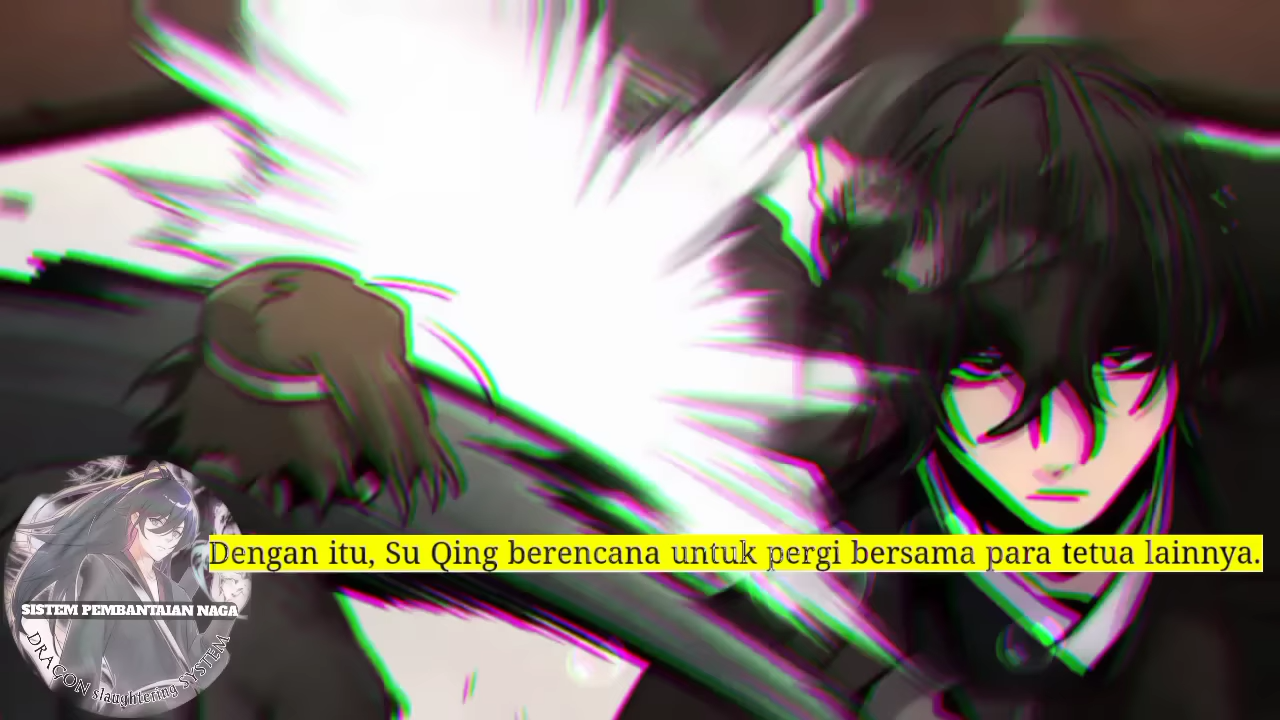 Dengan itu, Su Qing berencana untuk pergi bersama para tetua lainnya.
SISTEM PEMBANTAIAN NAGA
DRAGON slaughtering SYSTEM